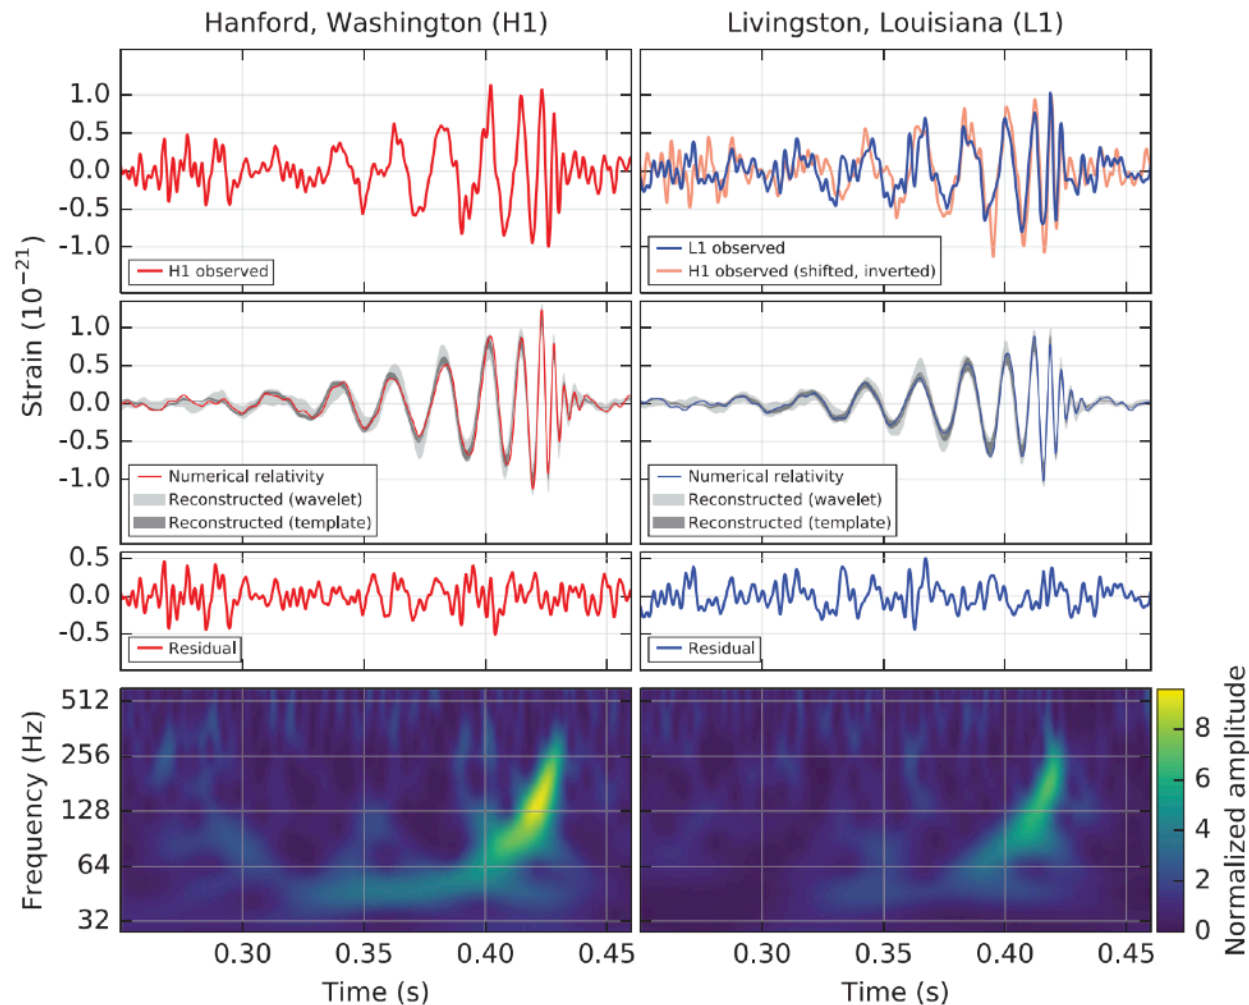 Hanford, Washington (H1)
Livingston, Louisiana (L1)
Strain (10⁻²¹)
1.0
0.5
0.0
-0.5
-1.0
H1 observed
L1 observed
H1 observed (shifted, inverted)
1.0
0.5
0.0
-0.5
-1.0
Numerical relativity
Reconstructed (wavelet)
Reconstructed (template)
Numerical relativity
Reconstructed (wavelet)
Reconstructed (template)
0.5
0.0
-0.5
Residual
Residual
Frequency (Hz)
512
256
128
64
32
Normalized amplitude
8
6
4
2
0
0.30
0.35
0.40
0.45
0.30
0.35
0.40
0.45
Time (s)
Time (s)